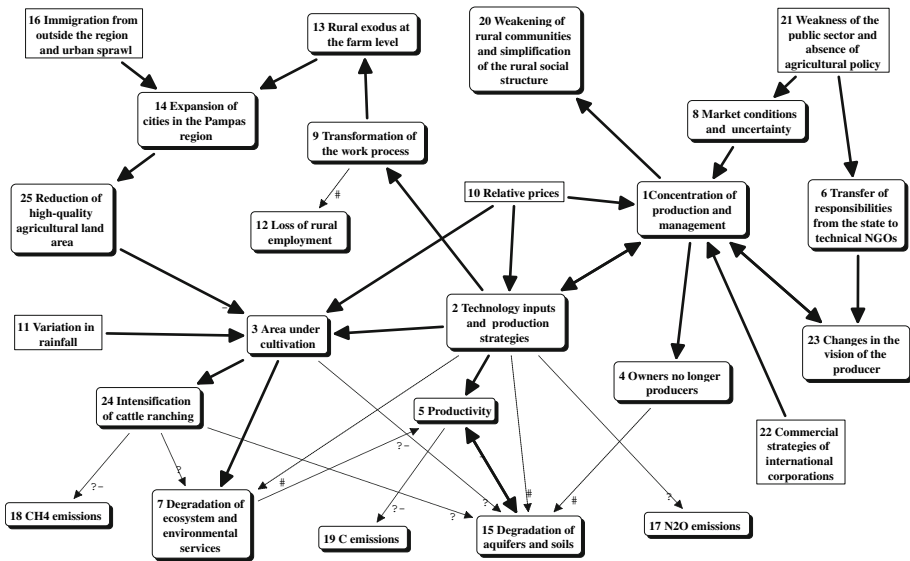 16 Immigration from
outside the region
and urban sprawl
13 Rural exodus at
the farm level
20 Weakening of
rural communities
and simplification
of the rural social
structure
21 Weakness of the
public sector and
absence of
agricultural policy
14 Expansion of
cities in the Pampas
region
9 Transformation of
the work process
8 Market conditions
and uncertainty
#
25 Reduction of
high-quality
agricultural land
area
12 Loss of rural
employment
10 Relative prices
1Concentration of
production and
management
6 Transfer of
responsibilities
from the state to
technical NGOs
-
11 Variation in
rainfall
3 Area under
cultivation
2 Technology inputs
and production
strategies
23 Changes in the
vision of the
producer
24 Intensification
of cattle ranching
5 Productivity
4 Owners no longer
producers
22 Commercial
strategies of
international
corporations
?-
?
#
?-
?-
?
?
#
#
?
18 CH4 emissions
7 Degradation of
ecosystem and
environmental
services
19 C emissions
15 Degradation of
aquifers and soils
17 N2O emissions